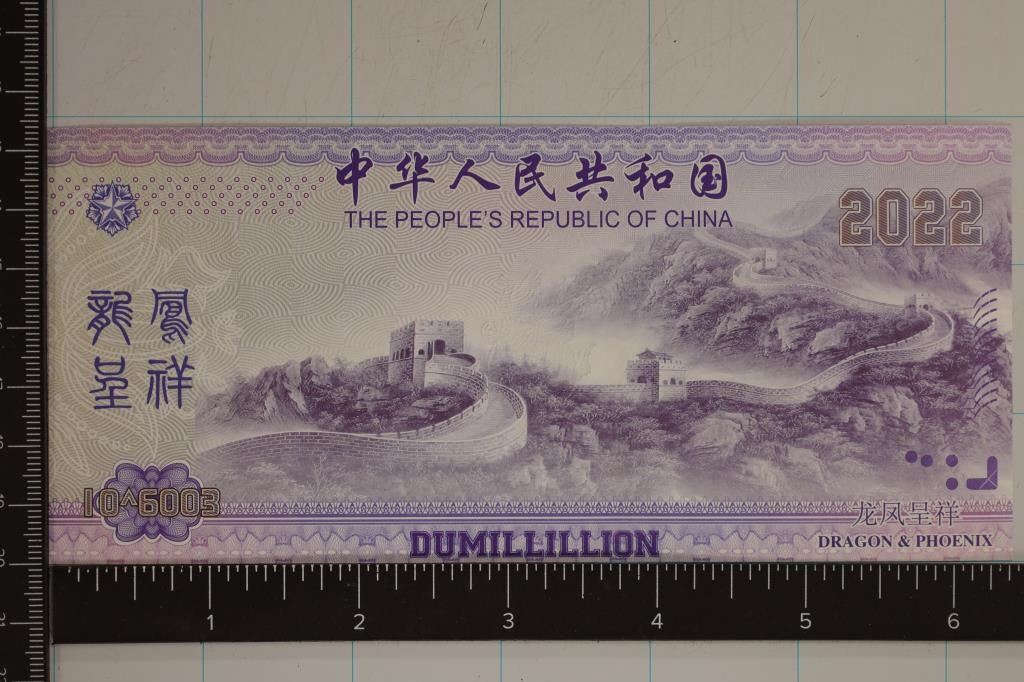 中华人民共和国
THE PEOPLE'S REPUBLIC OF CHINA
2022
龍鳳
呈祥
10^6003
DUMILLILLION
龙凤呈祥
DRAGON & PHOENIX
1 2 3 4 5 6